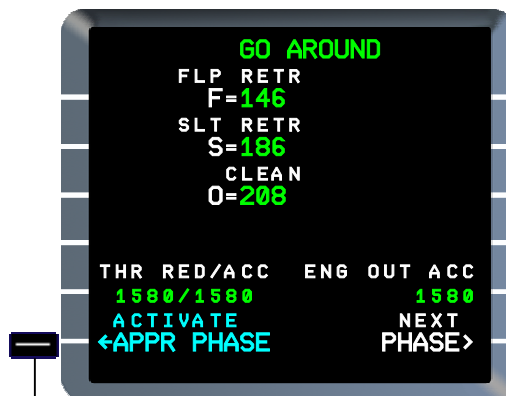 GO AROUND
FLP RETR
F=146
SLT RETR
S=186
CLEAN
O=208
THR RED/ACC ENG OUT ACC
1580/1580 1580
ACTIVATE NEXT
←APPR PHASE PHASE>